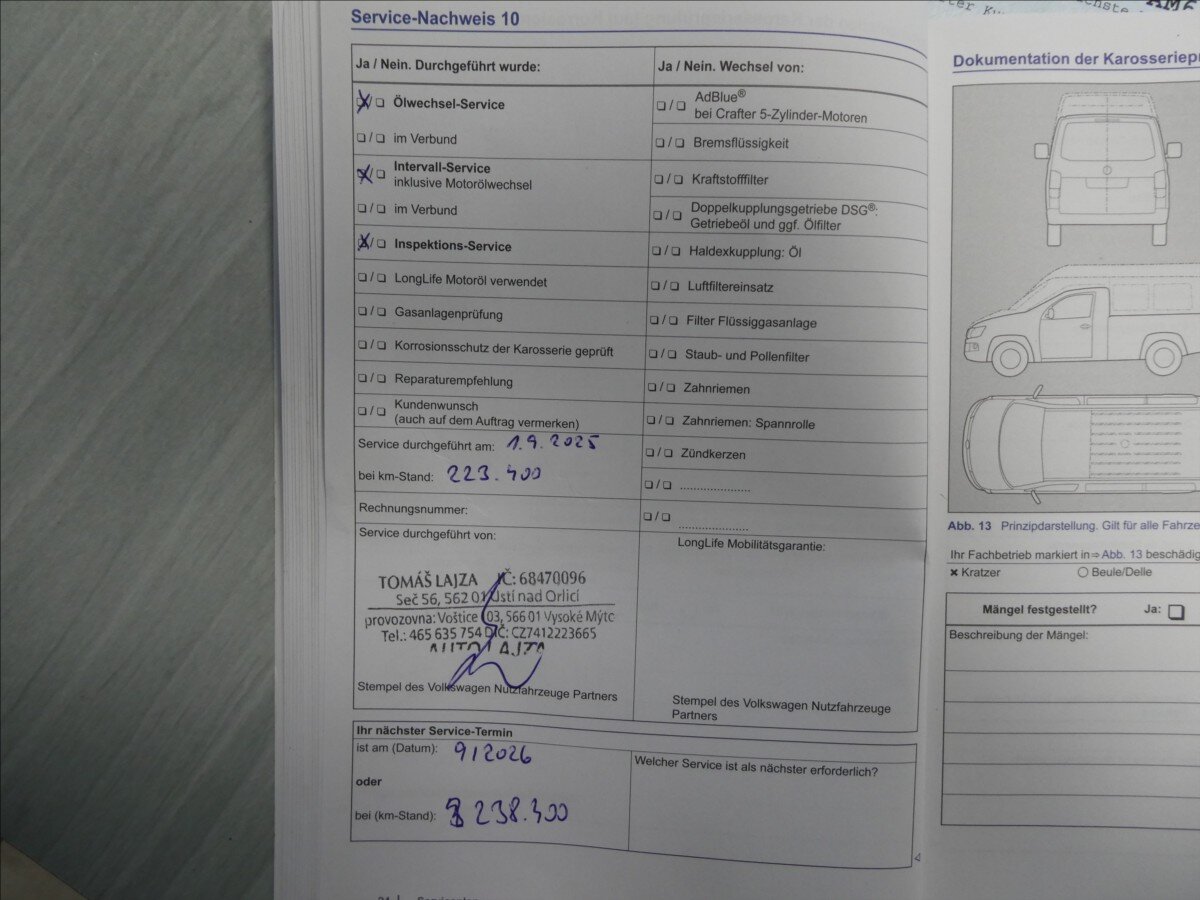 Service-Nachweis 10
Ja / Nein. Durchgeführt wurde:
Ölwechsel-Service
im Verbund
Intervall-Service
inklusive Motorölwechsel
im Verbund
Inspektions-Service
LongLife Motoröl verwendet
Gasanlagenprüfung
Korrosionsschutz der Karosserie geprüft
Reparaturempfehlung
Kundenwunsch
(auch auf dem Auftrag vermerken)
Service durchgeführt am: 1.9.2025
bei km-Stand: 223.400
Rechnungsnummer:
Service durchgeführt von:
TOMÁŠ LAJZA IČ: 68470096
Seč 56, 562 01 Ústí nad Orlicí
provozovna: Voštice 103, 566 01 Vysoké Mýto
Tel.: 465 635 754 DIČ: CZ7412223665
AUTO LAJZA
Stempel des Volkswagen Nutzfahrzeuge Partners
Ja / Nein. Wechsel von:
AdBlue®
bei Crafter 5-Zylinder-Motoren
Bremsflüssigkeit
Kraftstofffilter
Doppelkupplungsgetriebe DSG®:
Getriebeöl und ggf. Ölfilter
Haldexkupplung: Öl
Luftfiltereinsatz
Filter Flüssiggasanlage
Staub- und Pollenfilter
Zahnriemen
Zahnriemen: Spannrolle
Zündkerzen
LongLife Mobilitätsgarantie:
Stempel des Volkswagen Nutzfahrzeuge
Partners
Ihr nächster Service-Termin
ist am (Datum): 9/2026
oder
bei (km-Stand): 238.400
Welcher Service ist als nächster erforderlich?
Dokumentation der Karosseriepr
Abb. 13 Prinzipdarstellung. Gilt für alle Fahrze
Ihr Fachbetrieb markiert in ⇒ Abb. 13 beschädig
Kratzer Beule/Delle
Mängel festgestellt? Ja:
Beschreibung der Mängel: